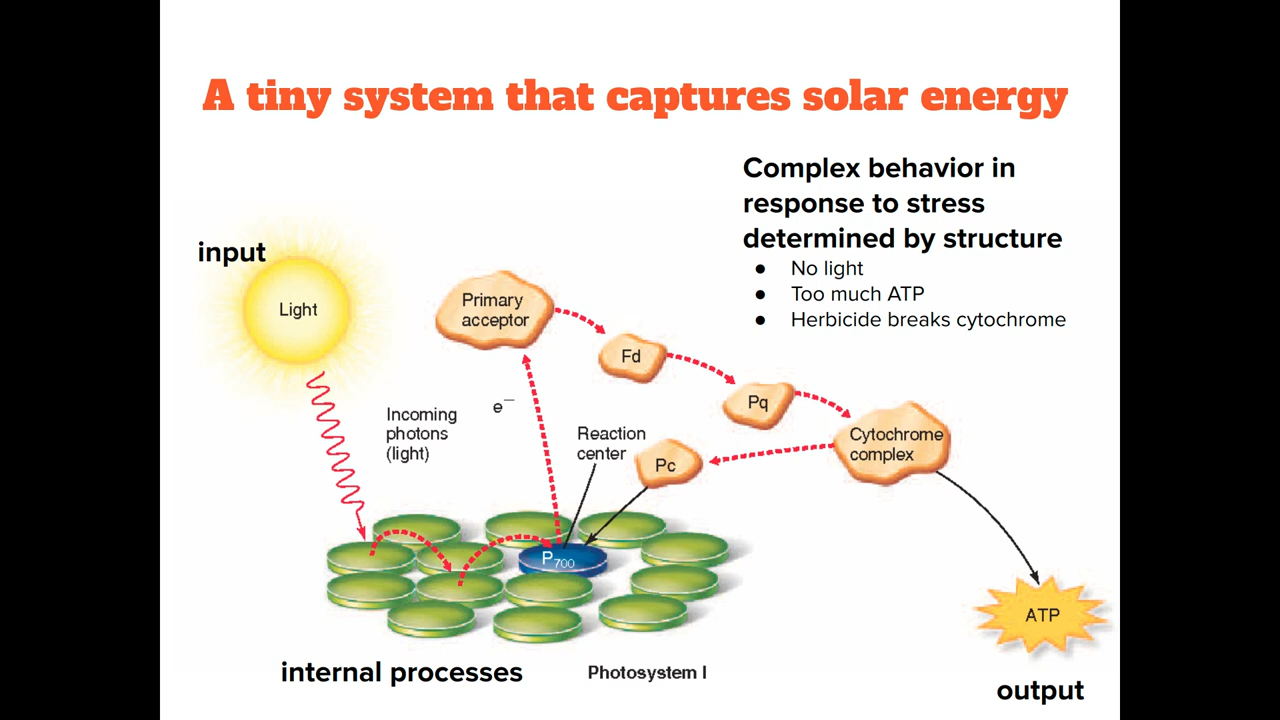 A tiny system that captures solar energy
Complex behavior in
response to stress
determined by structure
● No light
● Too much ATP
● Herbicide breaks cytochrome
input
Light
Primary
acceptor
Fd
Pq
Cytochrome
complex
Pc
Incoming
photons
(light)
e⁻
Reaction
center
P₇₀₀
ATP
internal processes
Photosystem I
output